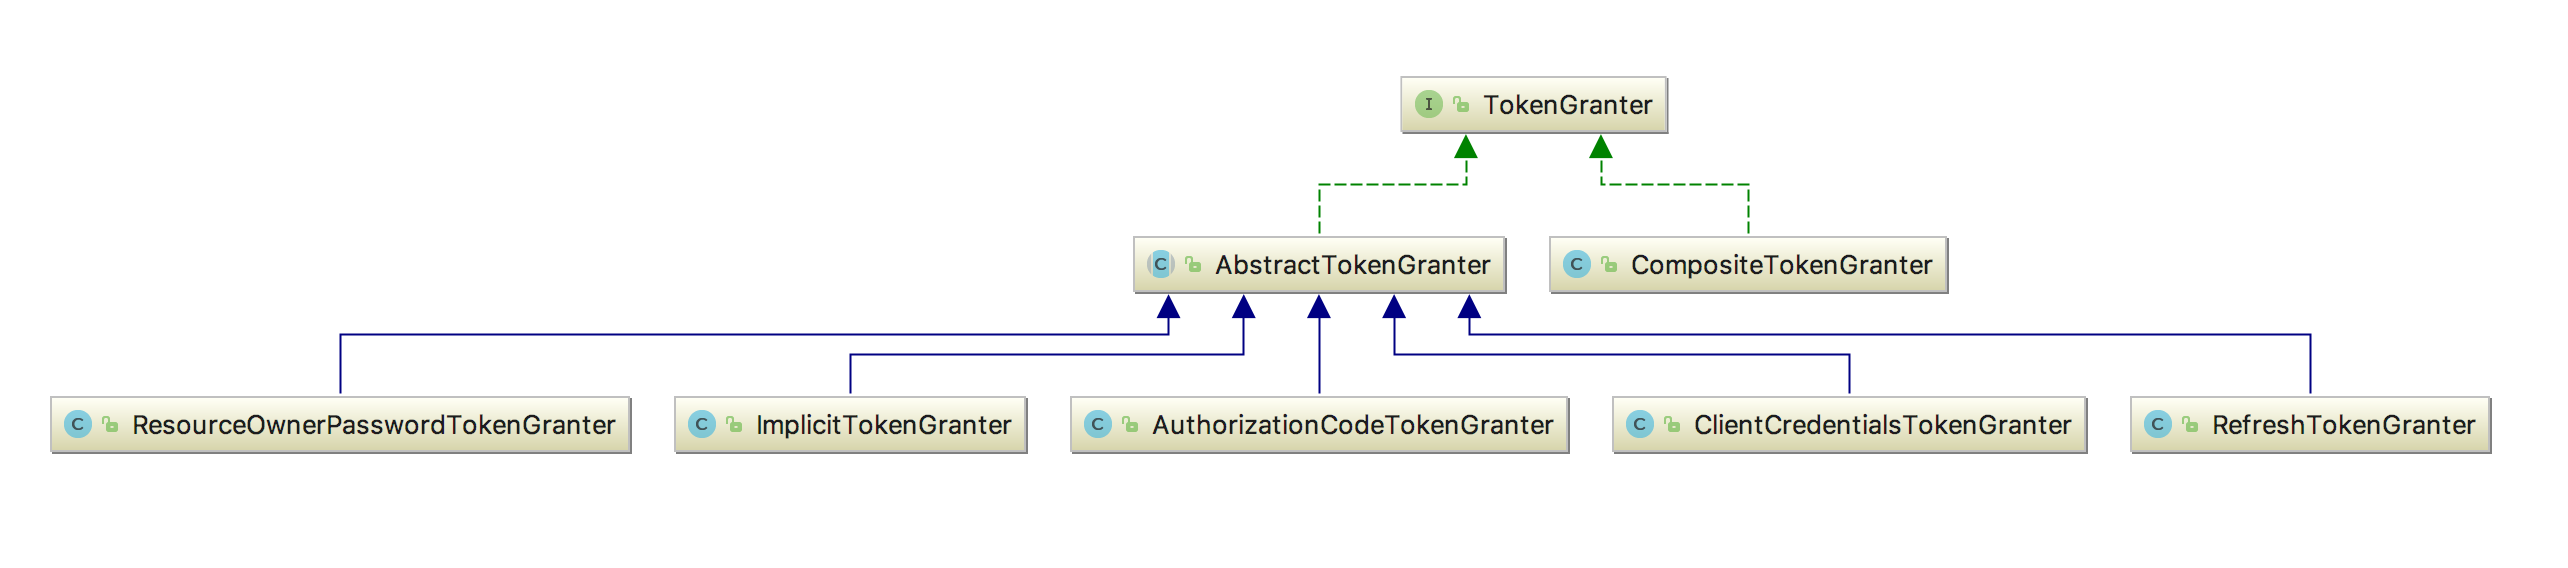 I TokenGranter
C AbstractTokenGranter C CompositeTokenGranter
C ResourceOwnerPasswordTokenGranter C ImplicitTokenGranter C AuthorizationCodeTokenGranter C ClientCredentialsTokenGranter C RefreshTokenGranter